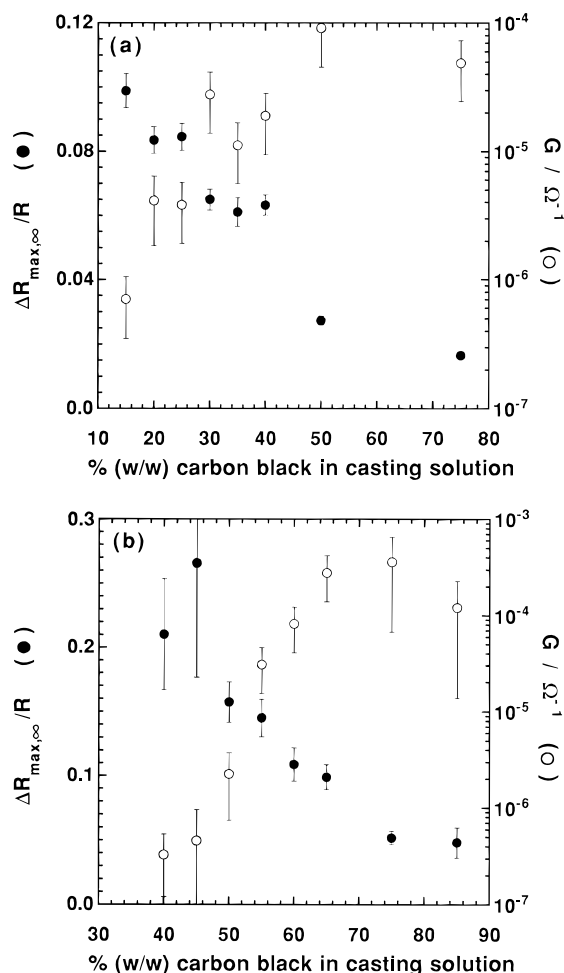 (a)
0.12
0.08
0.04
0.0
ΔR_max,∞/R (●)
10⁻⁴
10⁻⁵
10⁻⁶
10⁻⁷
G / Ω⁻¹ (○)
10 20 30 40 50 60 70 80
% (w/w) carbon black in casting solution
(b)
0.3
0.2
0.1
0.0
ΔR_max,∞/R (●)
10⁻³
10⁻⁴
10⁻⁵
10⁻⁶
10⁻⁷
G / Ω⁻¹ (○)
30 40 50 60 70 80 90
% (w/w) carbon black in casting solution